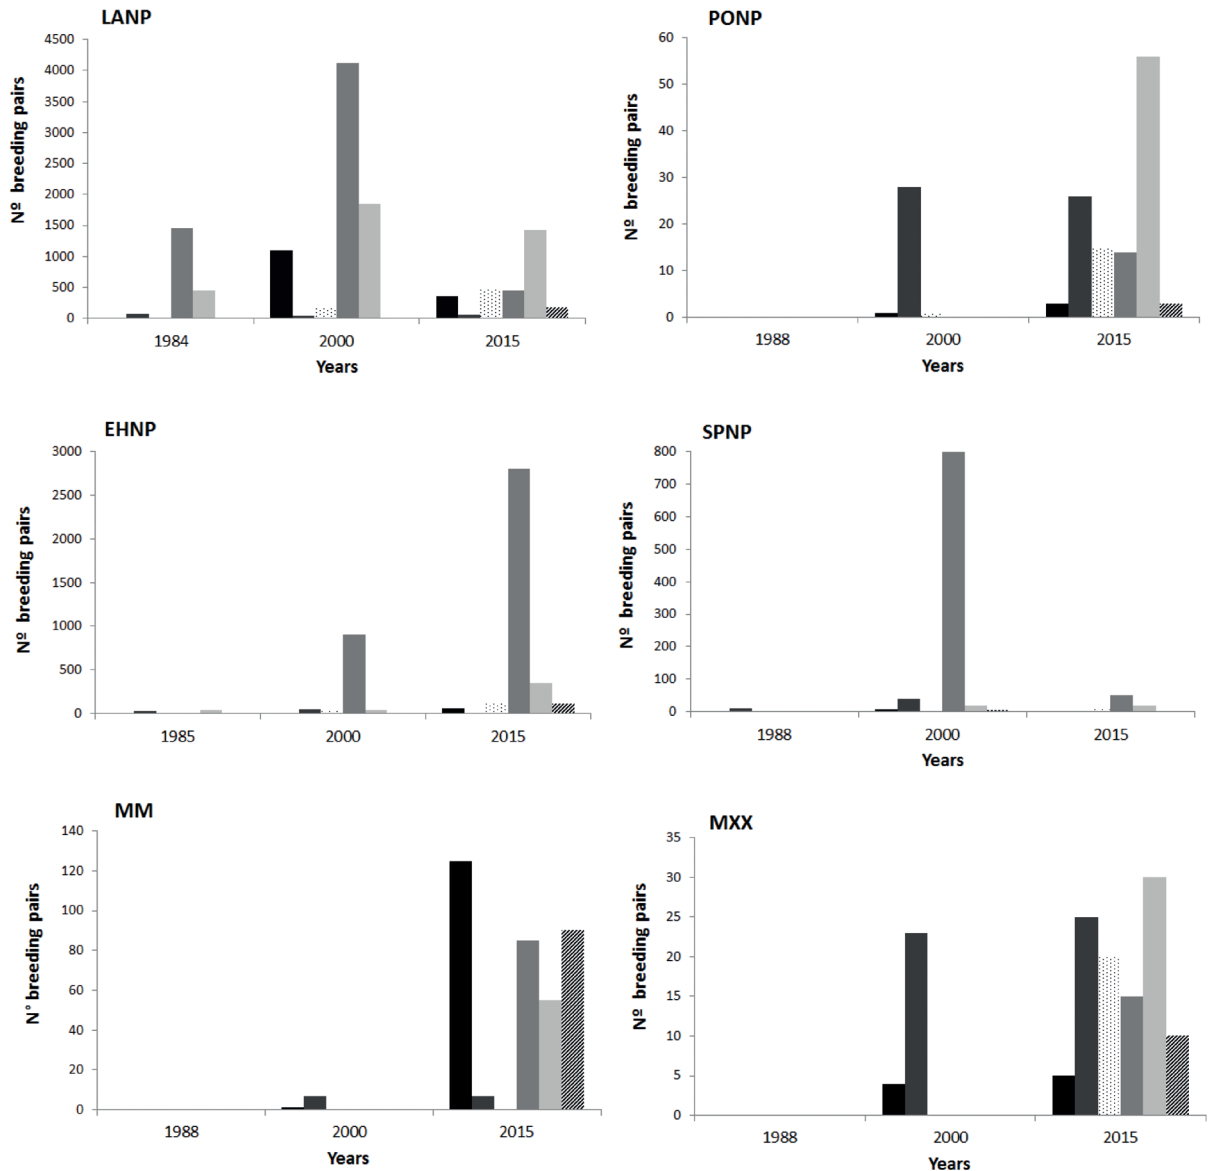 LANP
4500
4000
3500
3000
2500
2000
1500
1000
500
0
Nº breeding pairs
1984 2000 2015
Years
PONP
60
50
40
30
20
10
0
Nº breeding pairs
1988 2000 2015
Years
EHNP
3000
2500
2000
1500
1000
500
0
Nº breeding pairs
1985 2000 2015
Years
SPNP
800
700
600
500
400
300
200
100
0
Nº breeding pairs
1988 2000 2015
Years
MM
140
120
100
80
60
40
20
0
N° breeding pairs
1988 2000 2015
Years
MXX
35
30
25
20
15
10
5
0
Nº breeding pairs
1988 2000 2015
Years